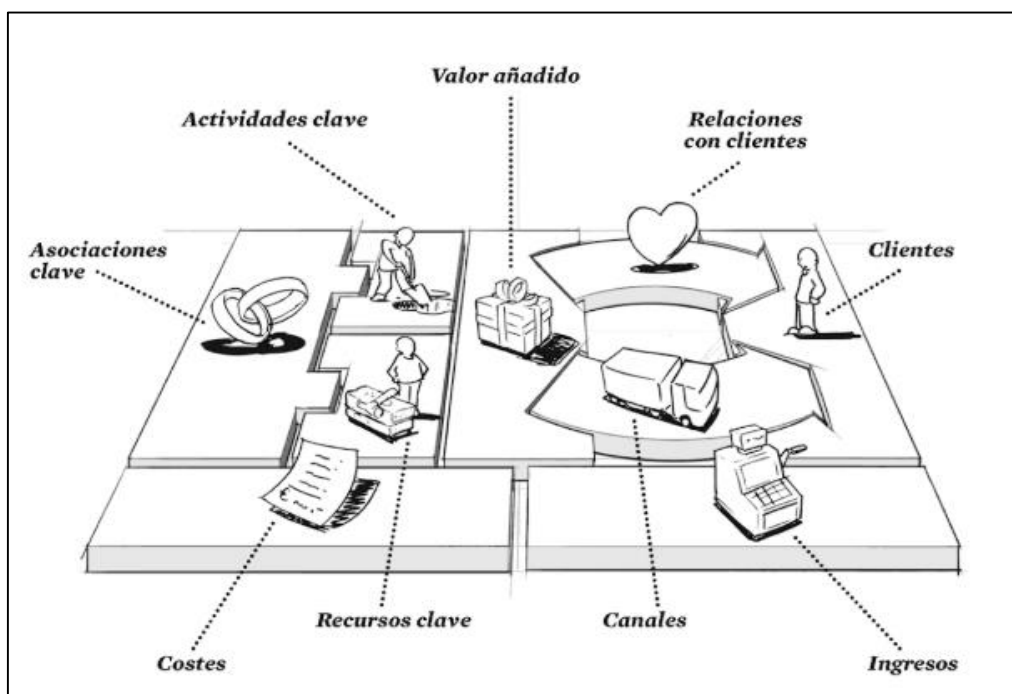 Valor añadido
Actividades clave
Relaciones
con clientes
Asociaciones
clave
Clientes
Recursos clave
Canales
Costes
Ingresos